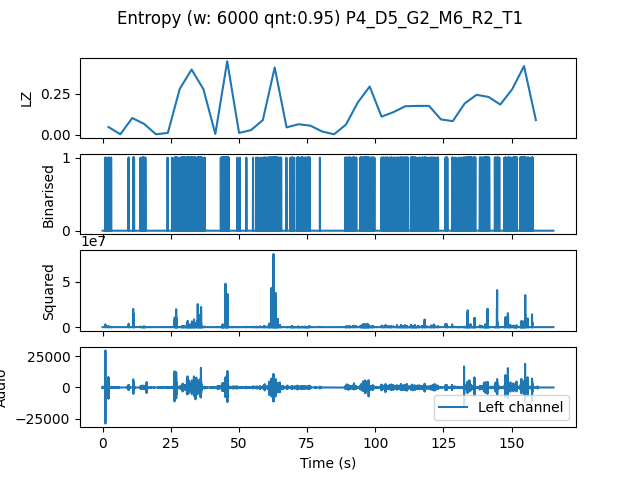 Entropy (w: 6000 qnt:0.95) P4_D5_G2_M6_R2_T1
LZ
0.25
0.00
Binarised
1
0
1e7
Squared
5
0
Audio
25000
0
−25000
Left channel
0 25 50 75 100 125 150
Time (s)